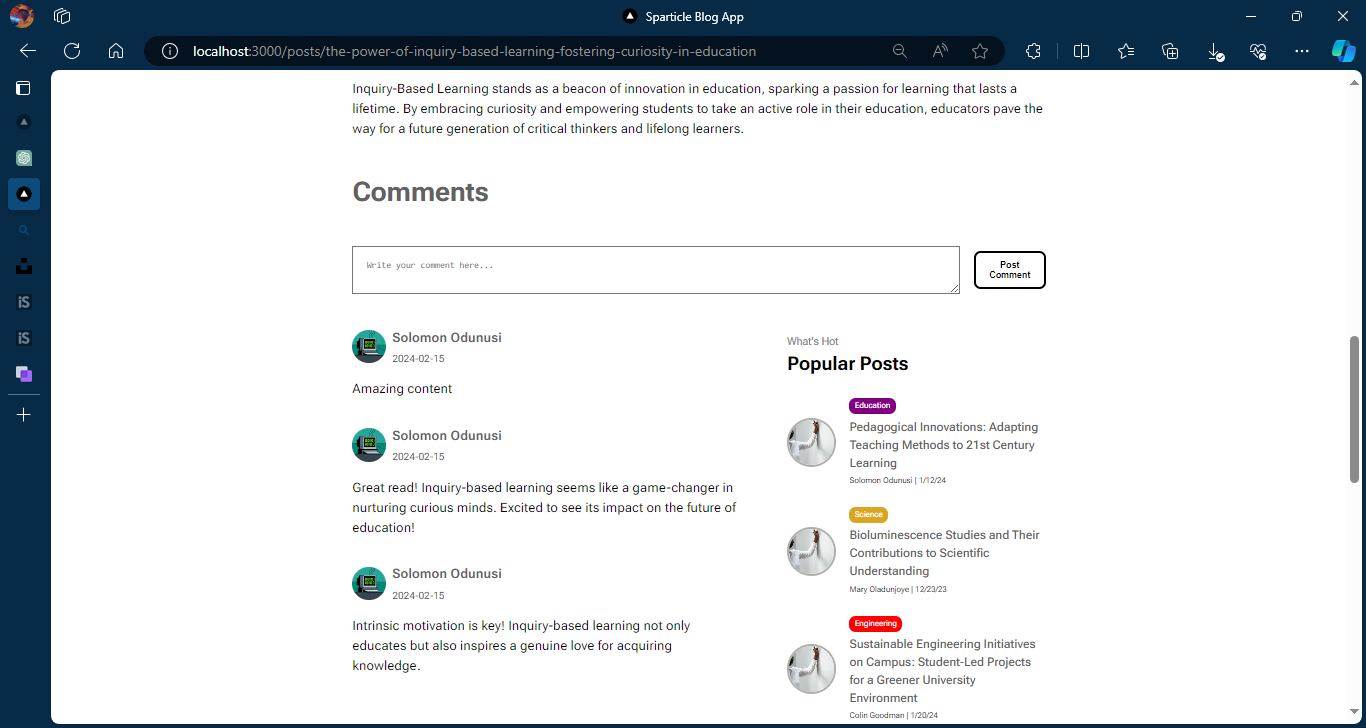 Sparticle Blog App
localhost:3000/posts/the-power-of-inquiry-based-learning-fostering-curiosity-in-education
Inquiry-Based Learning stands as a beacon of innovation in education, sparking a passion for learning that lasts a
lifetime. By embracing curiosity and empowering students to take an active role in their education, educators pave the
way for a future generation of critical thinkers and lifelong learners.
Comments
Write your comment here...
Post
Comment
Solomon Odunusi
2024-02-15
Amazing content
Solomon Odunusi
2024-02-15
Great read! Inquiry-based learning seems like a game-changer in
nurturing curious minds. Excited to see its impact on the future of
education!
Solomon Odunusi
2024-02-15
Intrinsic motivation is key! Inquiry-based learning not only
educates but also inspires a genuine love for acquiring
knowledge.
What's Hot
Popular Posts
Education
Pedagogical Innovations: Adapting
Teaching Methods to 21st Century
Learning
Solomon Odunusi | 1/12/24
Science
Bioluminescence Studies and Their
Contributions to Scientific
Understanding
Mary Oladunjoye | 12/23/23
Engineering
Sustainable Engineering Initiatives
on Campus: Student-Led Projects
for a Greener University
Environment
Colin Goodman | 1/20/24
iS
iS